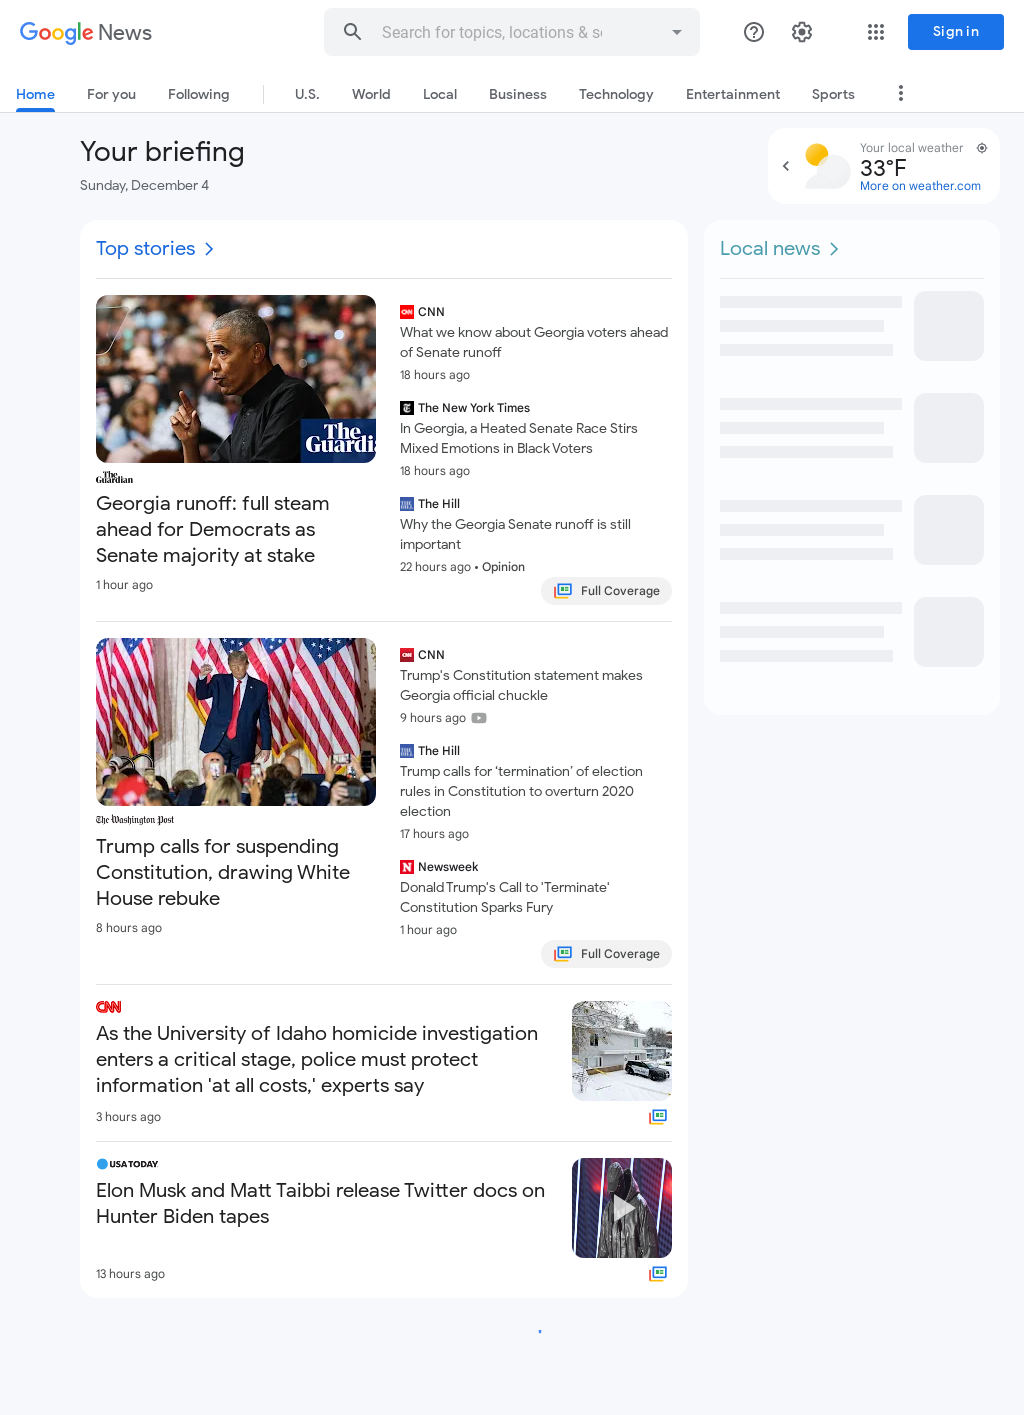 Google News
Search for topics, locations & so
Sign in
Home
For you
Following
U.S.
World
Local
Business
Technology
Entertainment
Sports
Your briefing
Sunday, December 4
Your local weather
33°F
More on weather.com
Top stories
The
Guardian
The
Guardian
Georgia runoff: full steam
ahead for Democrats as
Senate majority at stake
1 hour ago
CNN
CNN
What we know about Georgia voters ahead
of Senate runoff
18 hours ago
The New York Times
In Georgia, a Heated Senate Race Stirs
Mixed Emotions in Black Voters
18 hours ago
THE HILL
The Hill
Why the Georgia Senate runoff is still
important
22 hours ago • Opinion
Full Coverage
The Washington Post
Trump calls for suspending
Constitution, drawing White
House rebuke
8 hours ago
CNN
CNN
Trump's Constitution statement makes
Georgia official chuckle
9 hours ago
THE HILL
The Hill
Trump calls for ‘termination’ of election
rules in Constitution to overturn 2020
election
17 hours ago
N
Newsweek
Donald Trump's Call to 'Terminate'
Constitution Sparks Fury
1 hour ago
Full Coverage
CNN
As the University of Idaho homicide investigation
enters a critical stage, police must protect
information 'at all costs,' experts say
3 hours ago
USA TODAY
Elon Musk and Matt Taibbi release Twitter docs on
Hunter Biden tapes
13 hours ago
Local news